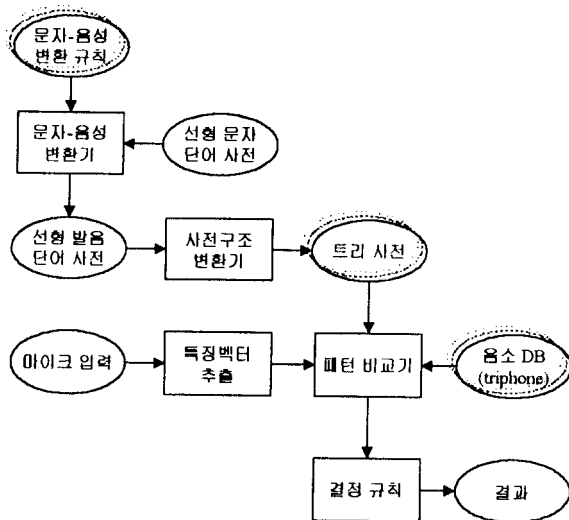 문자-음성
변환 규칙
문자-음성
변환기
선형 문자
단어 사전
선형 발음
단어 사전
사전구조
변환기
트리 사전
마이크 입력
특징벡터
추출
패턴 비교기
음소 DB
(triphone)
결정 규칙
결과